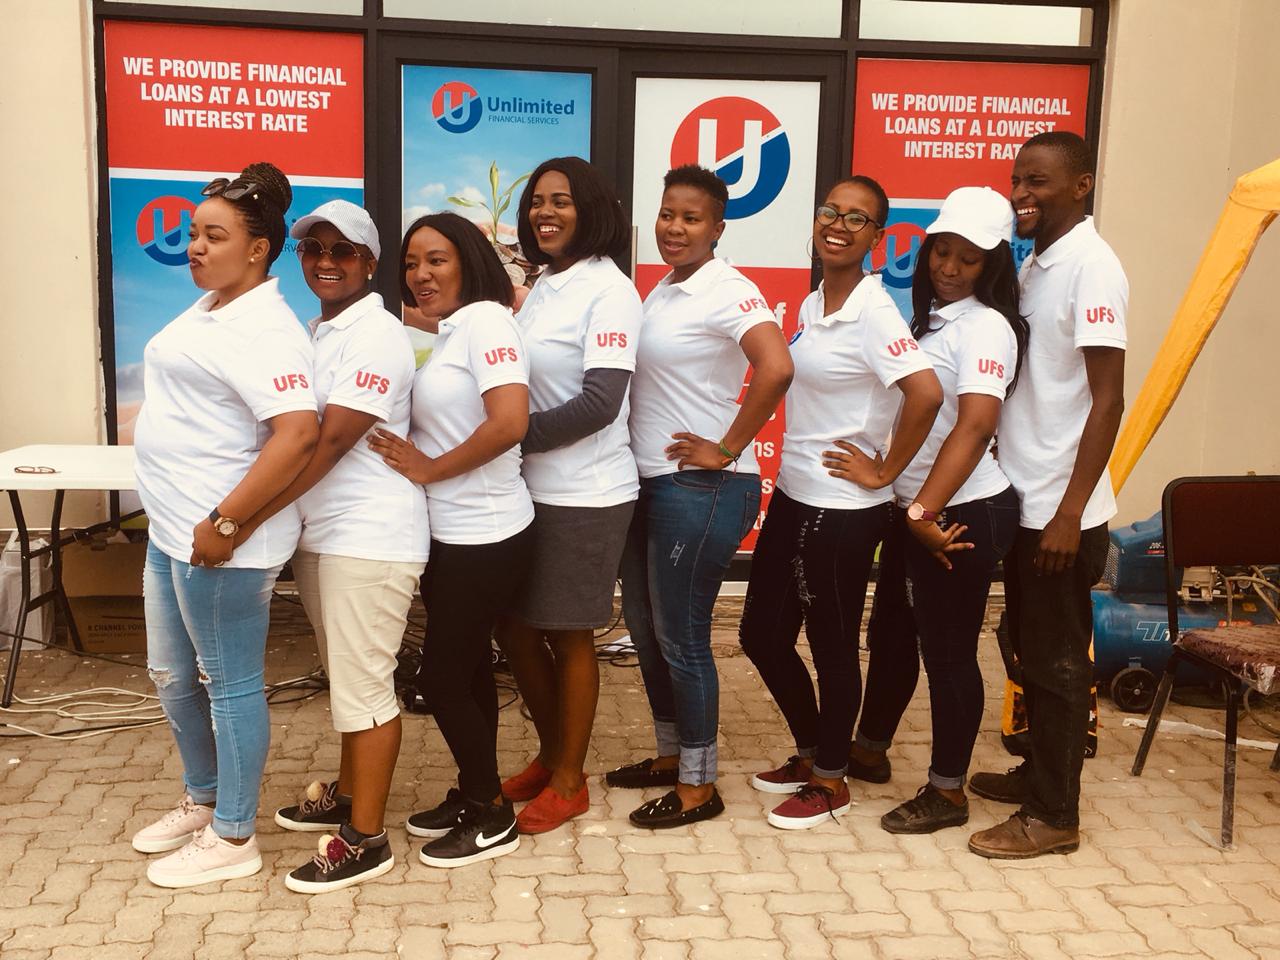 WE PROVIDE FINANCIAL
LOANS AT A LOWEST
INTEREST RATE
U
Unlimited
FINANCIAL SERVICES
U
WE PROVIDE FINANCIAL
LOANS AT A LOWEST
INTEREST
U
U
UFS
UFS
UFS
UFS
UFS
UFS
UFS
UFS